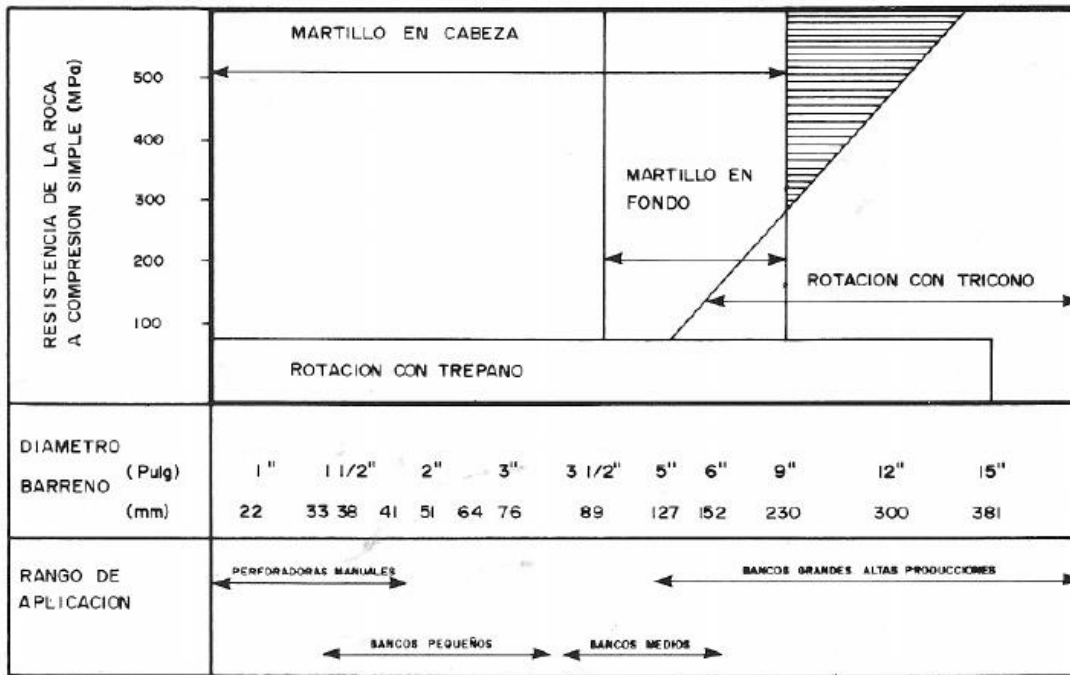 RESISTENCIA DE LA ROCA
A COMPRESION SIMPLE (MPa)
500
400
300
200
100
MARTILLO EN CABEZA
MARTILLO EN
FONDO
ROTACION CON TRICONO
ROTACION CON TREPANO
DIAMETRO
BARRENO
(Pulg) 1" 1 1/2" 2" 3" 3 1/2" 5" 6" 9" 12" 15"
(mm) 22 33 38 41 51 64 76 89 127 152 230 300 381
RANGO DE
APLICACION
PERFORADORAS MANUALES
BANCOS GRANDES ALTAS PRODUCCIONES
BANCOS PEQUEÑOS
BANCOS MEDIOS